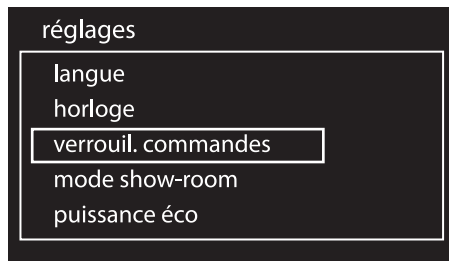 réglages
langue
horloge
verrouil. commandes
mode show-room
puissance éco